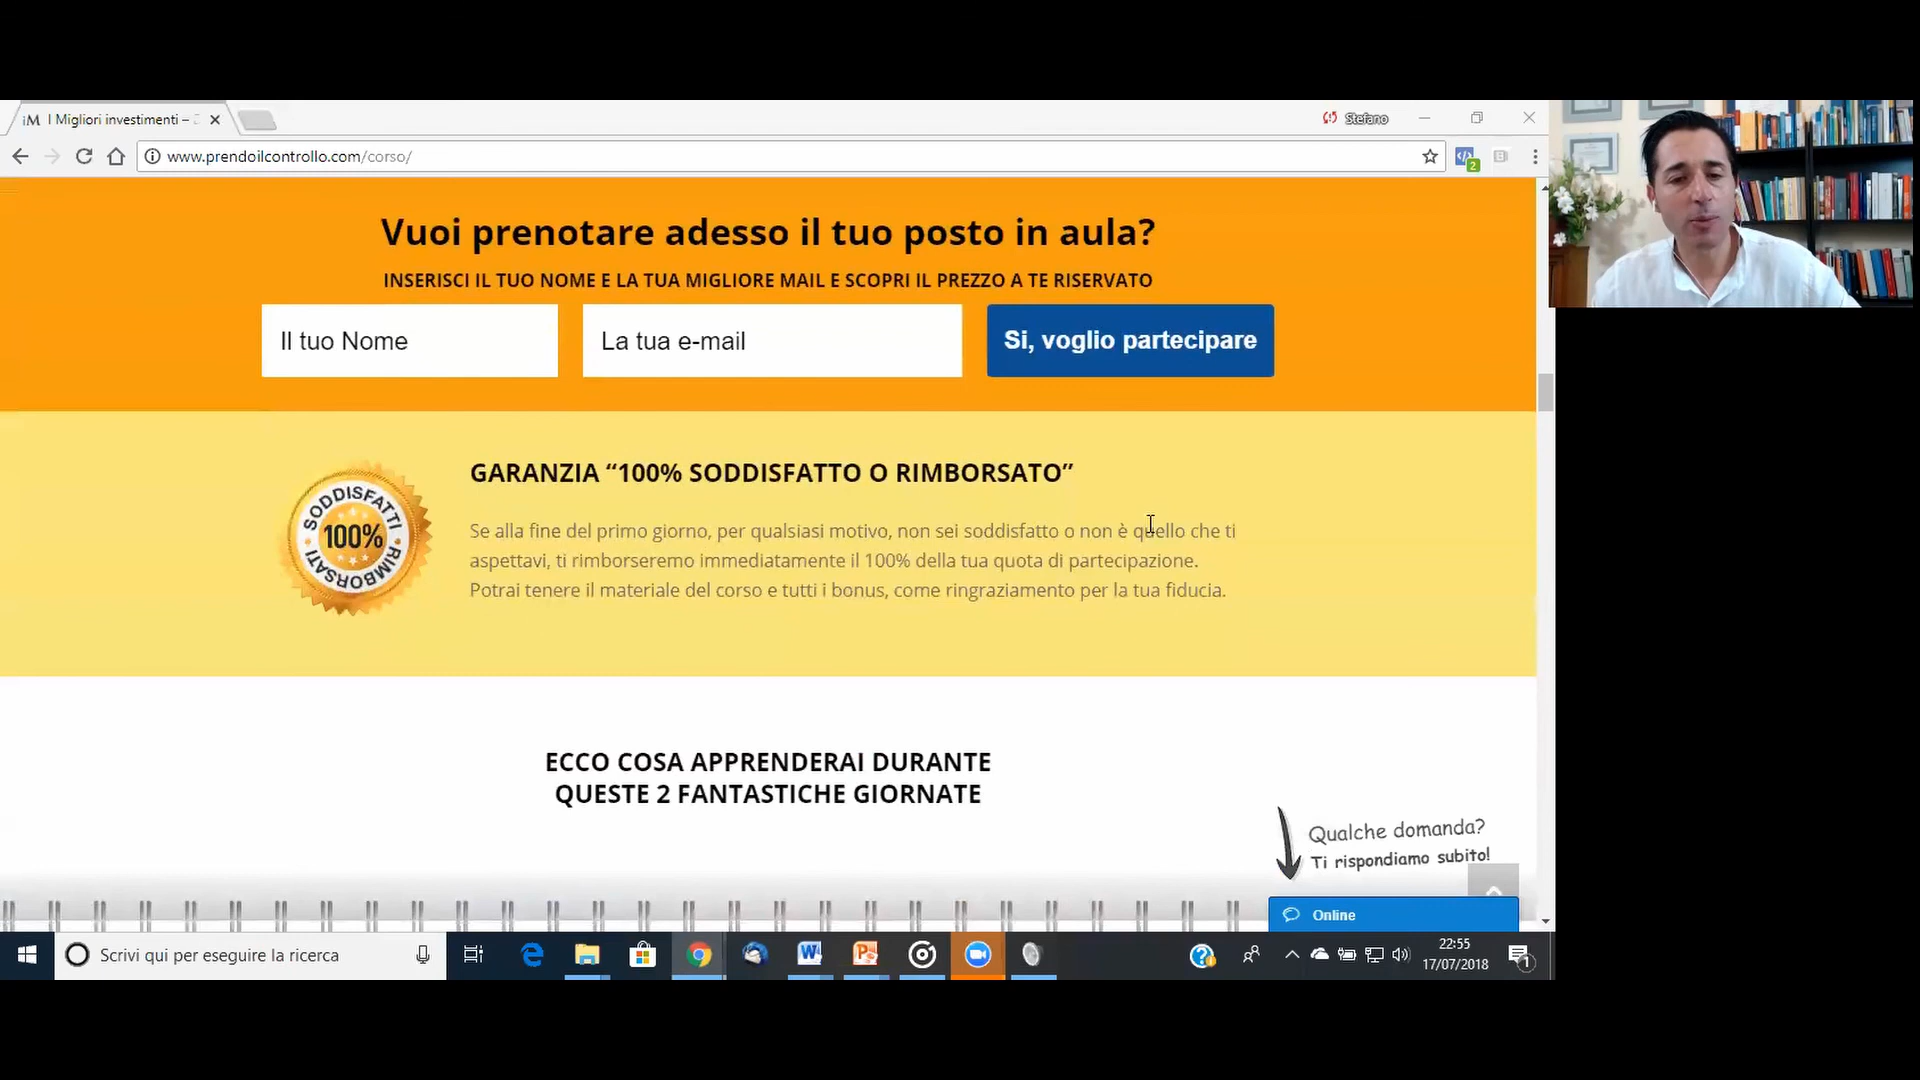 I Migliori investimenti –
Stefano
www.prendoilcontrollo.com/corso/
2
Vuoi prenotare adesso il tuo posto in aula?
INSERISCI IL TUO NOME E LA TUA MIGLIORE MAIL E SCOPRI IL PREZZO A TE RISERVATO
Il tuo Nome
La tua e-mail
Si, voglio partecipare
GARANZIA “100% SODDISFATTO O RIMBORSATO”
SODDISFATTI
100%
RIMBORSATI
Se alla fine del primo giorno, per qualsiasi motivo, non sei soddisfatto o non è quello che ti
aspettavi, ti rimborseremo immediatamente il 100% della tua quota di partecipazione.
Potrai tenere il materiale del corso e tutti i bonus, come ringraziamento per la tua fiducia.
ECCO COSA APPRENDERAI DURANTE
QUESTE 2 FANTASTICHE GIORNATE
Qualche domanda?
Ti rispondiamo subito!
Online
Scrivi qui per eseguire la ricerca
22:55
17/07/2018
1